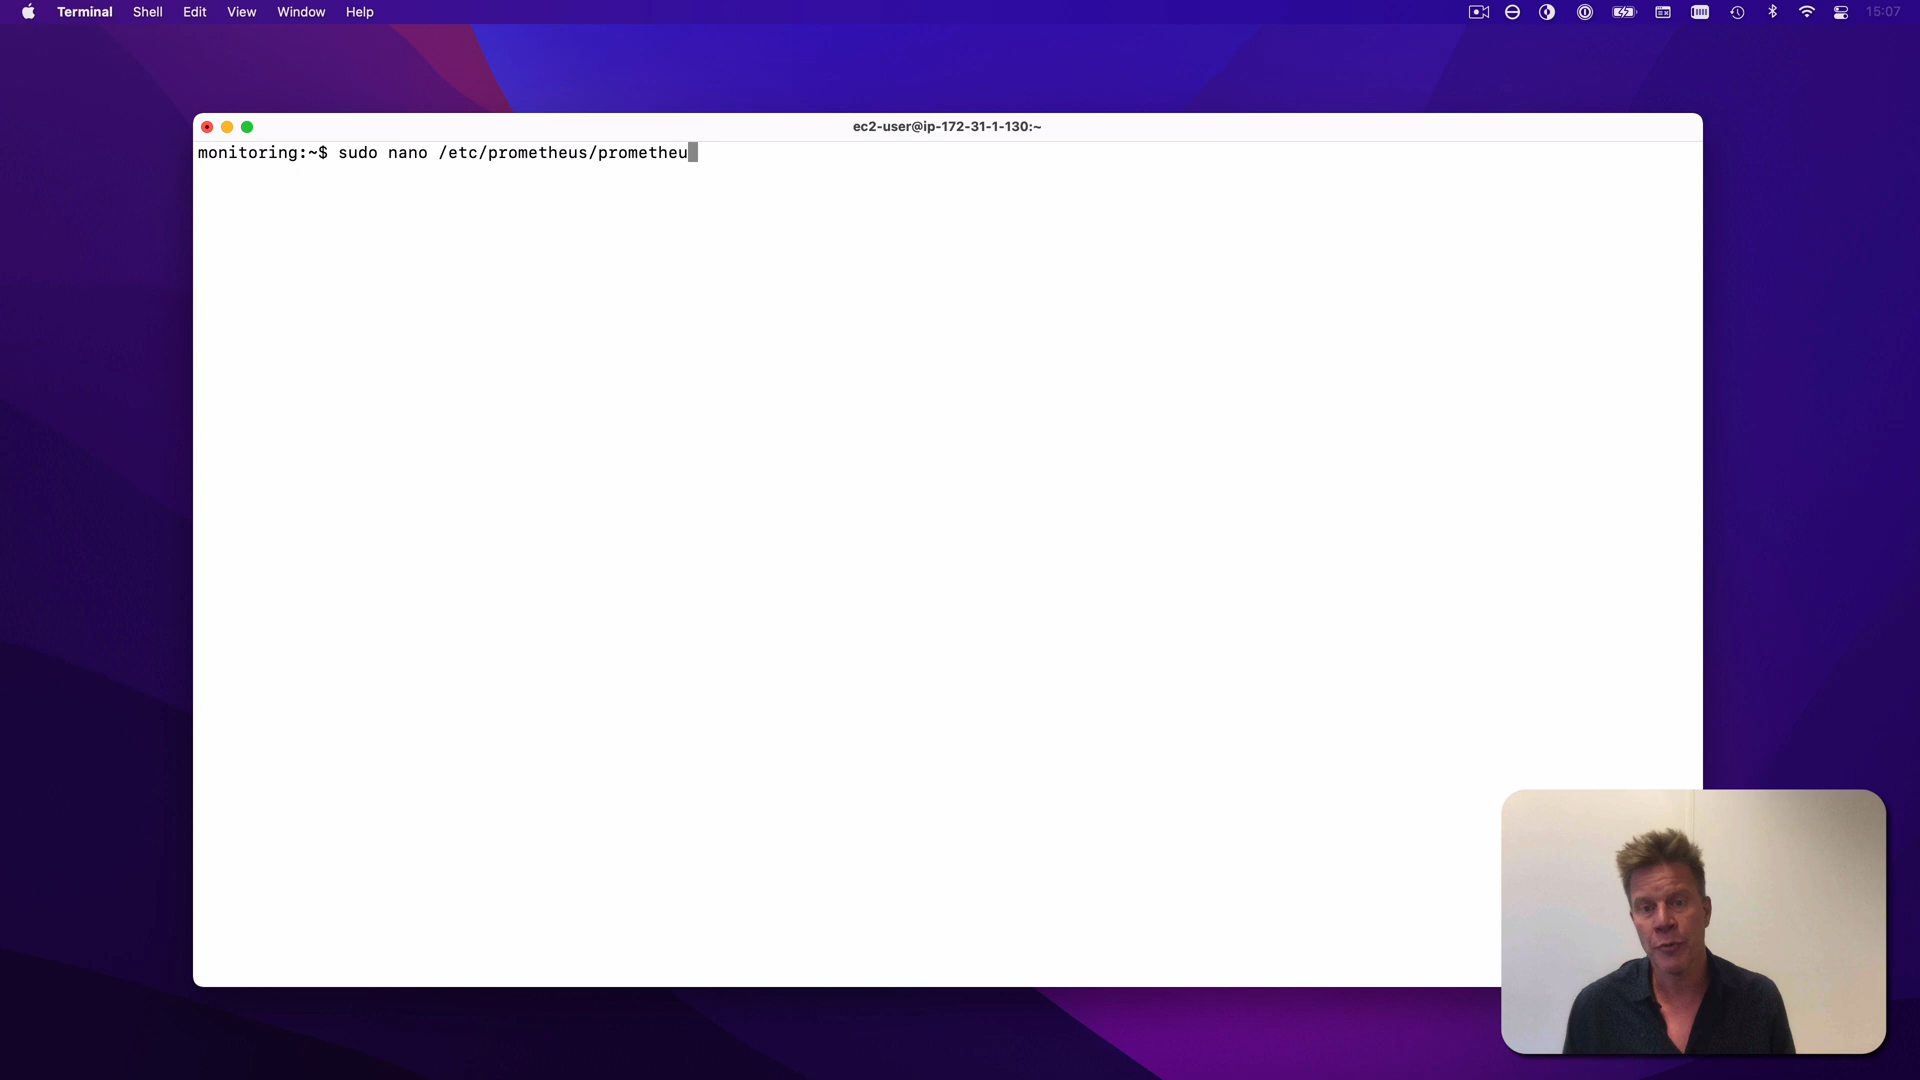 Terminal Shell Edit View Window Help 15:07
ec2-user@ip-172-31-1-130:~
monitoring:~$ sudo nano /etc/prometheus/prometheu